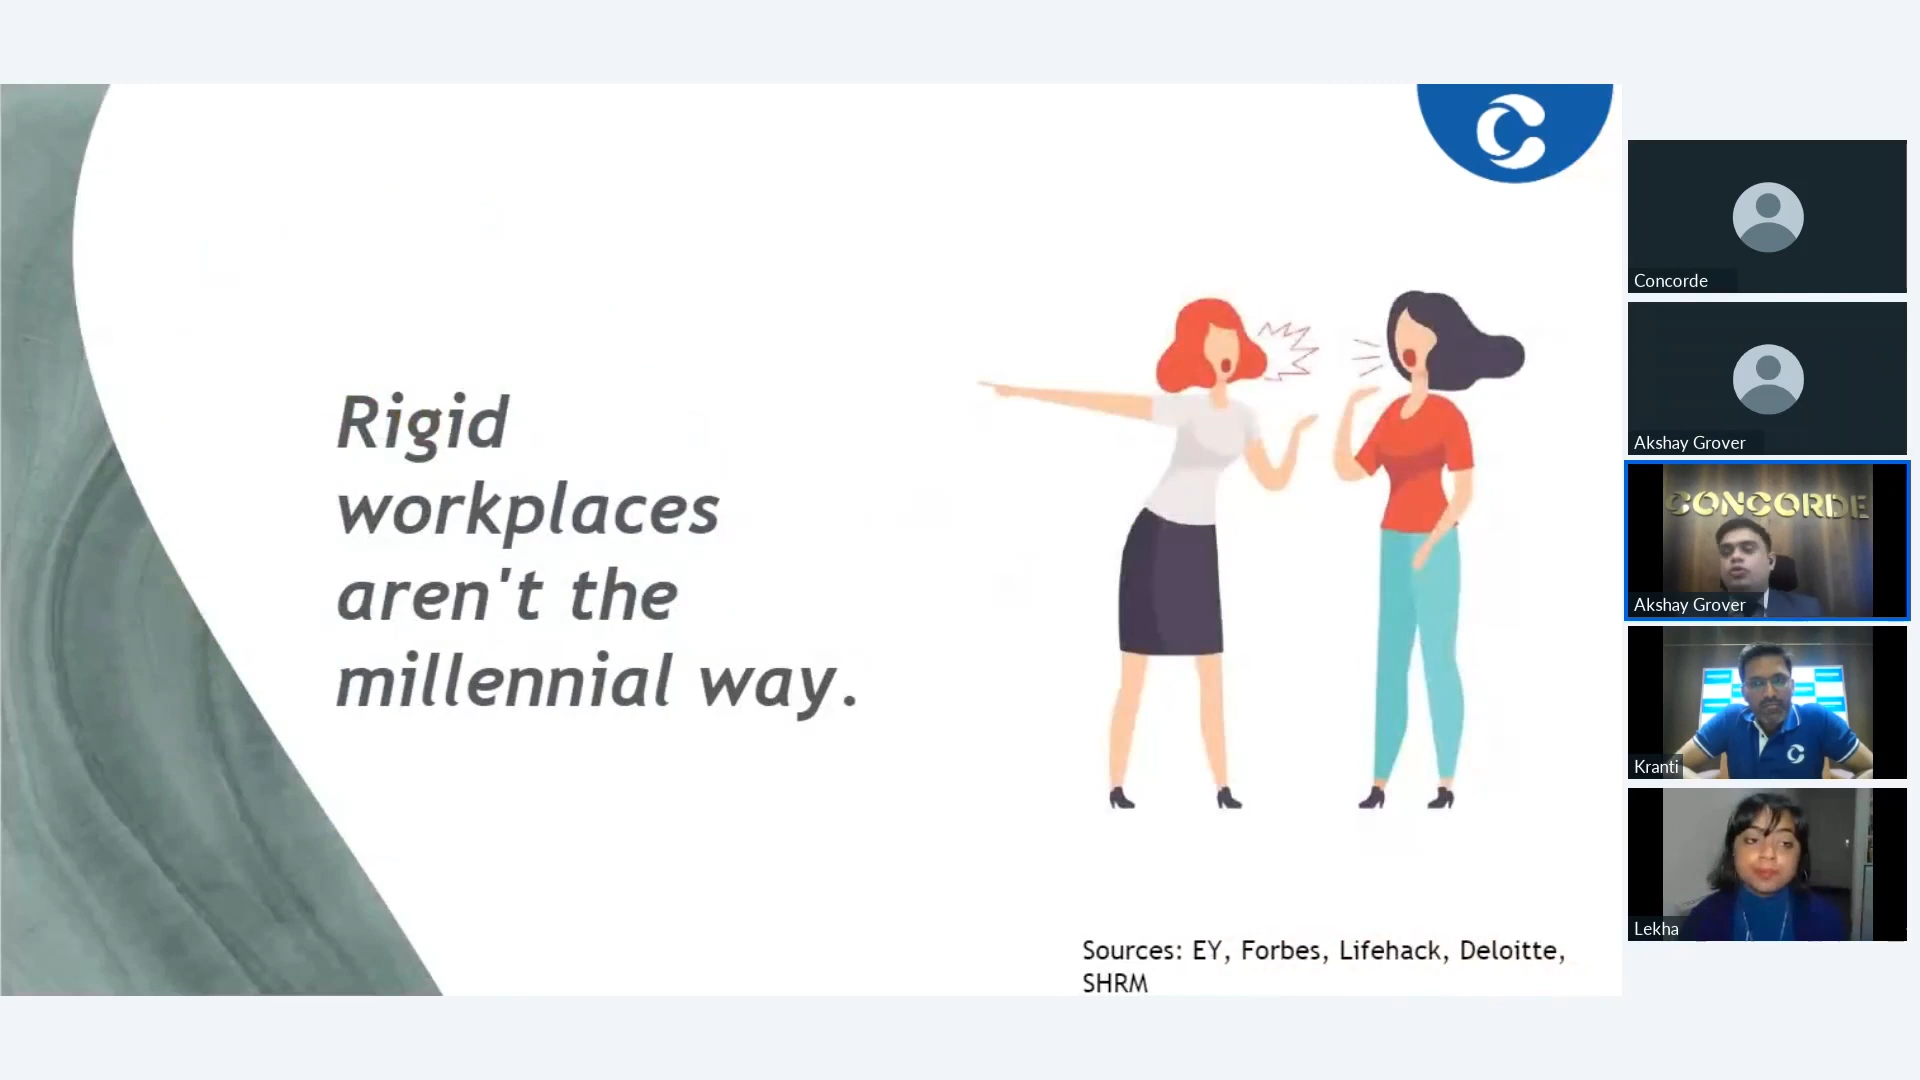 Rigid
workplaces
aren't the
millennial way.
Sources: EY, Forbes, Lifehack, Deloitte,
SHRM
Concorde
Akshay Grover
CONCORDE
Akshay Grover
Kranti
Lekha